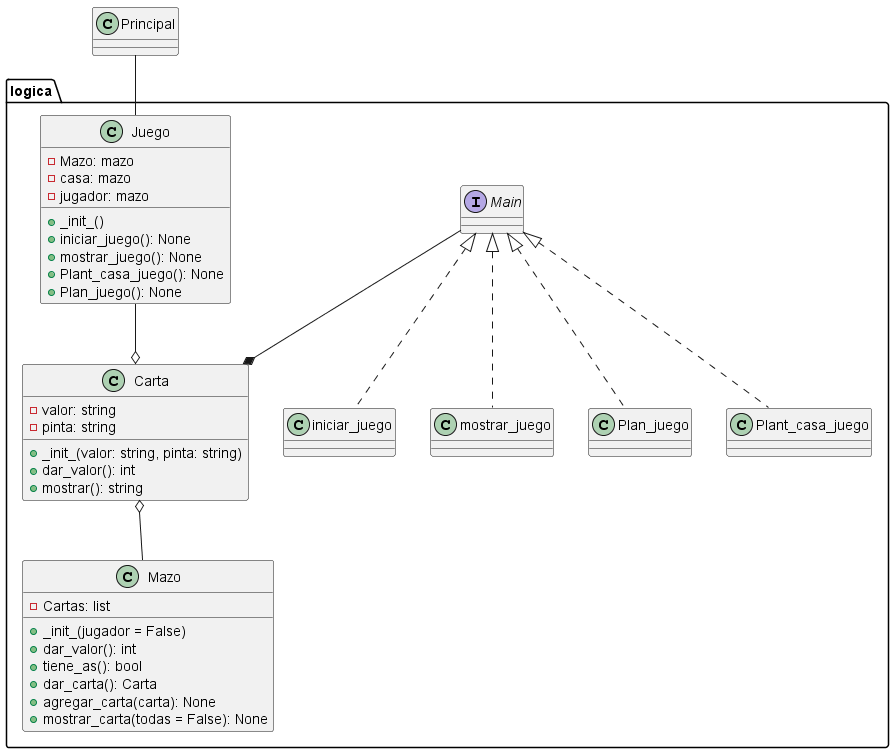 C Principal
logica
C Juego
Mazo: mazo
casa: mazo
jugador: mazo
_init_()
iniciar_juego(): None
mostrar_juego(): None
Plant_casa_juego(): None
Plan_juego(): None
I Main
C Carta
valor: string
pinta: string
_init_(valor: string, pinta: string)
dar_valor(): int
mostrar(): string
C iniciar_juego
C mostrar_juego
C Plan_juego
C Plant_casa_juego
C Mazo
Cartas: list
_init_(jugador = False)
dar_valor(): int
tiene_as(): bool
dar_carta(): Carta
agregar_carta(carta): None
mostrar_carta(todas = False): None